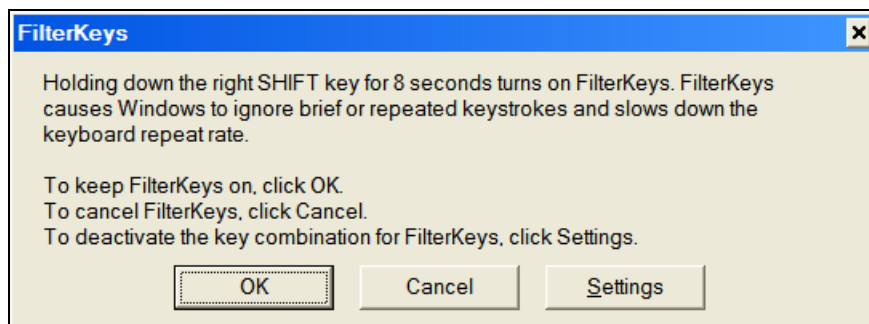 FilterKeys
Holding down the right SHIFT key for 8 seconds turns on FilterKeys. FilterKeys
causes Windows to ignore brief or repeated keystrokes and slows down the
keyboard repeat rate.
To keep FilterKeys on, click OK.
To cancel FilterKeys, click Cancel.
To deactivate the key combination for FilterKeys, click Settings.
OK Cancel Settings